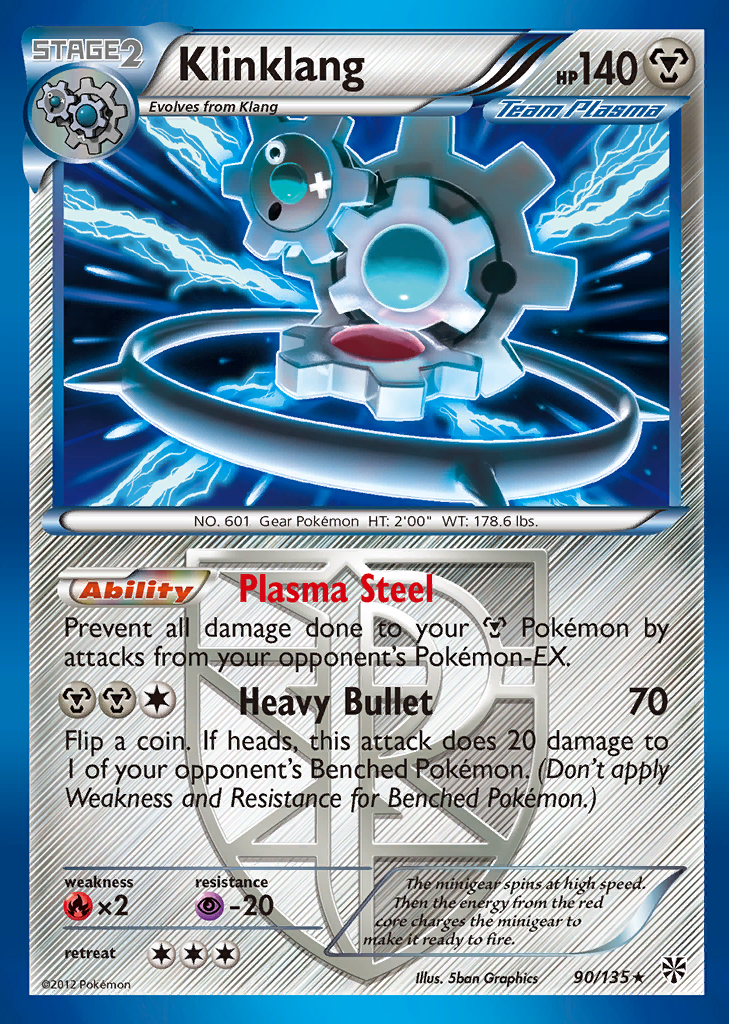 STAGE2
Klinklang
HP140
Evolves from Klang
Team Plasma
NO. 601 Gear Pokémon HT: 2'00" WT: 178.6 lbs.
Ability Plasma Steel
Prevent all damage done to your Pokémon by
attacks from your opponent's Pokémon-EX.
Heavy Bullet 70
Flip a coin. If heads, this attack does 20 damage to
1 of your opponent's Benched Pokémon. (Don't apply
Weakness and Resistance for Benched Pokémon.)
weakness resistance
×2 -20
retreat
The minigear spins at high speed.
Then the energy from the red
core charges the minigear to
make it ready to fire.
©2012 Pokémon Illus. 5ban Graphics 90/135★